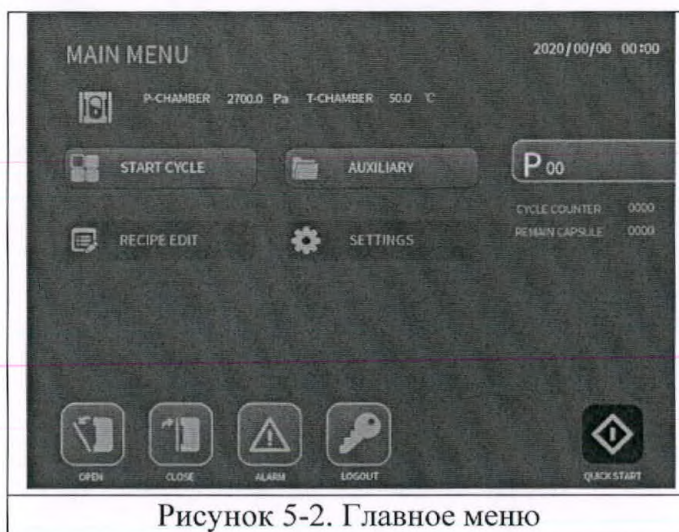 MAIN MENU
2020/00/00 00:00
P-CHAMBER 2700.0 Pa T-CHAMBER 50.0 ℃
START CYCLE
AUXILIARY
P 00
CYCLE COUNTER 0000
REMAIN CAPSULE 0000
RECIPE EDIT
SETTINGS
OPEN
CLOSE
ALARM
LOGOUT
QUICK START
Рисунок 5-2. Главное меню